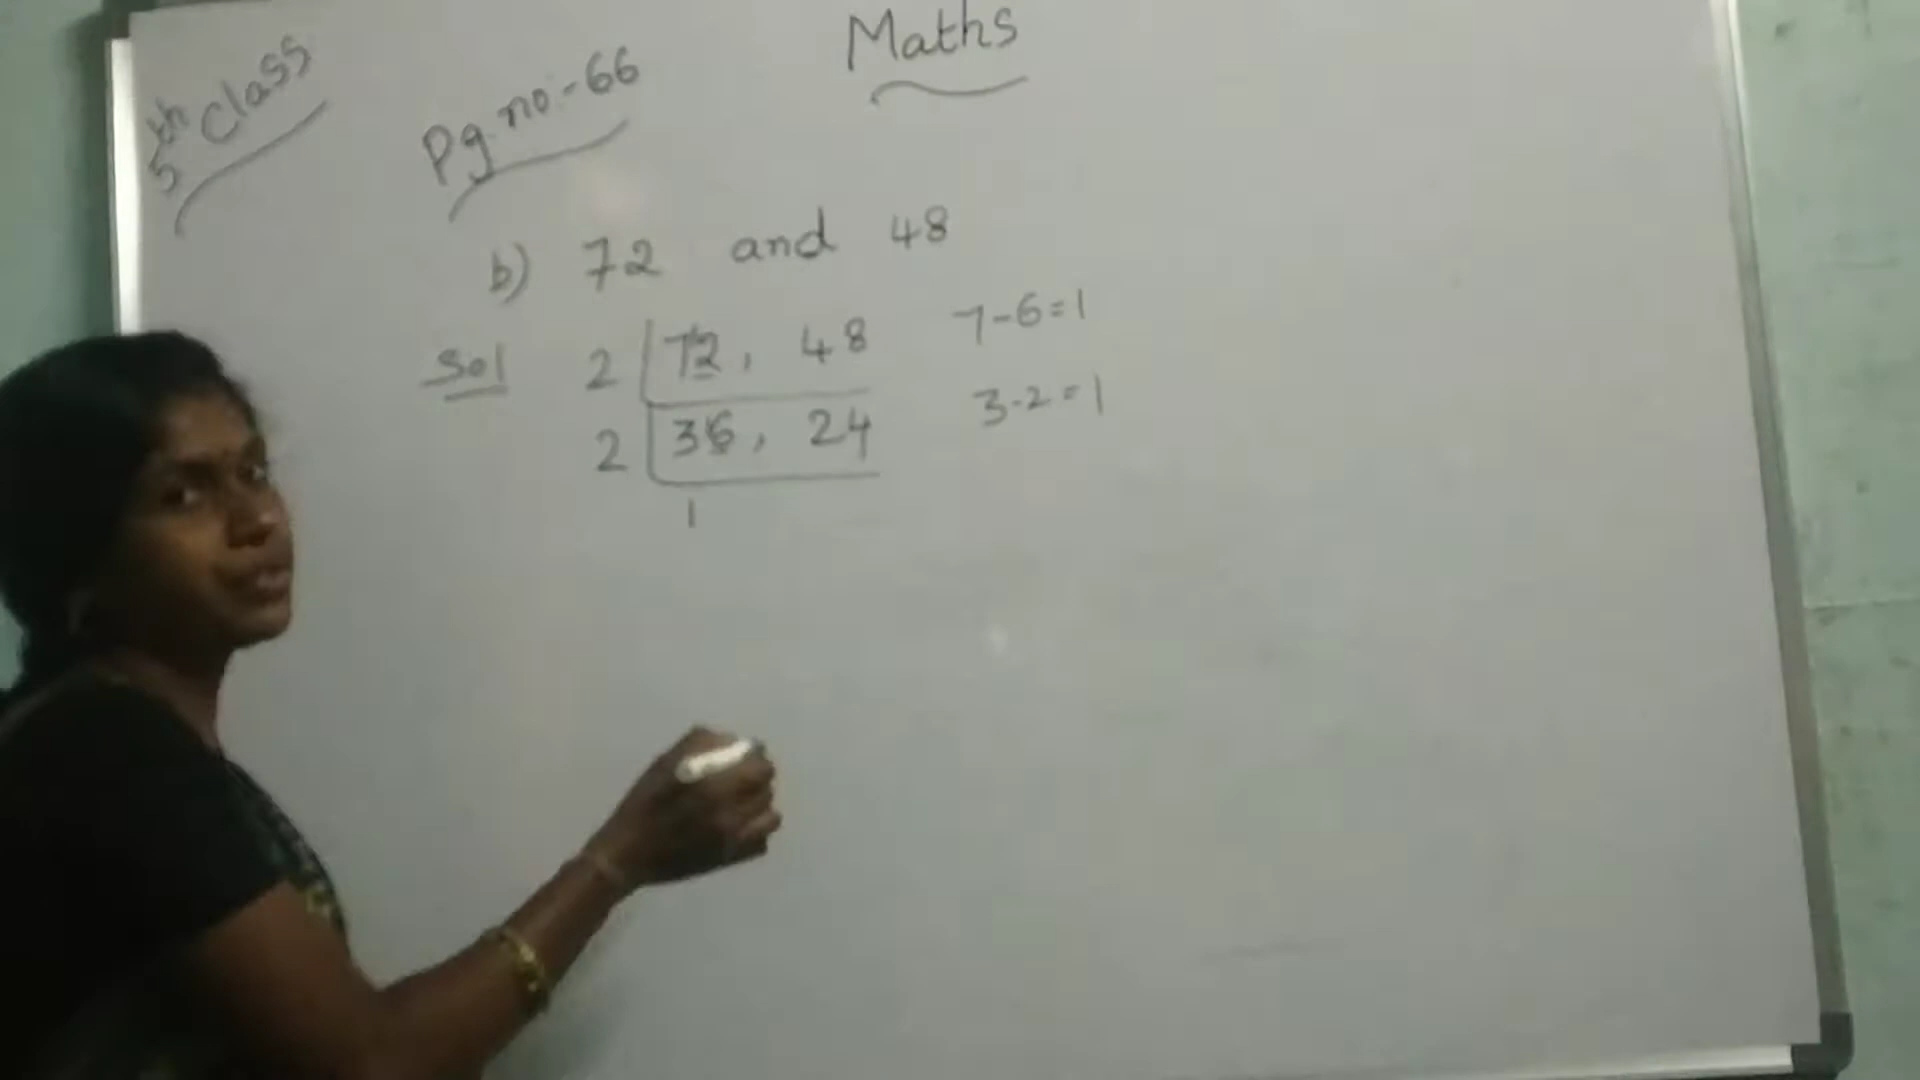 Maths
5th Class
Pg no:-66
b) 72 and 48
Sol 2 72, 48 7-6=1
2 36, 24 3-2=1
1